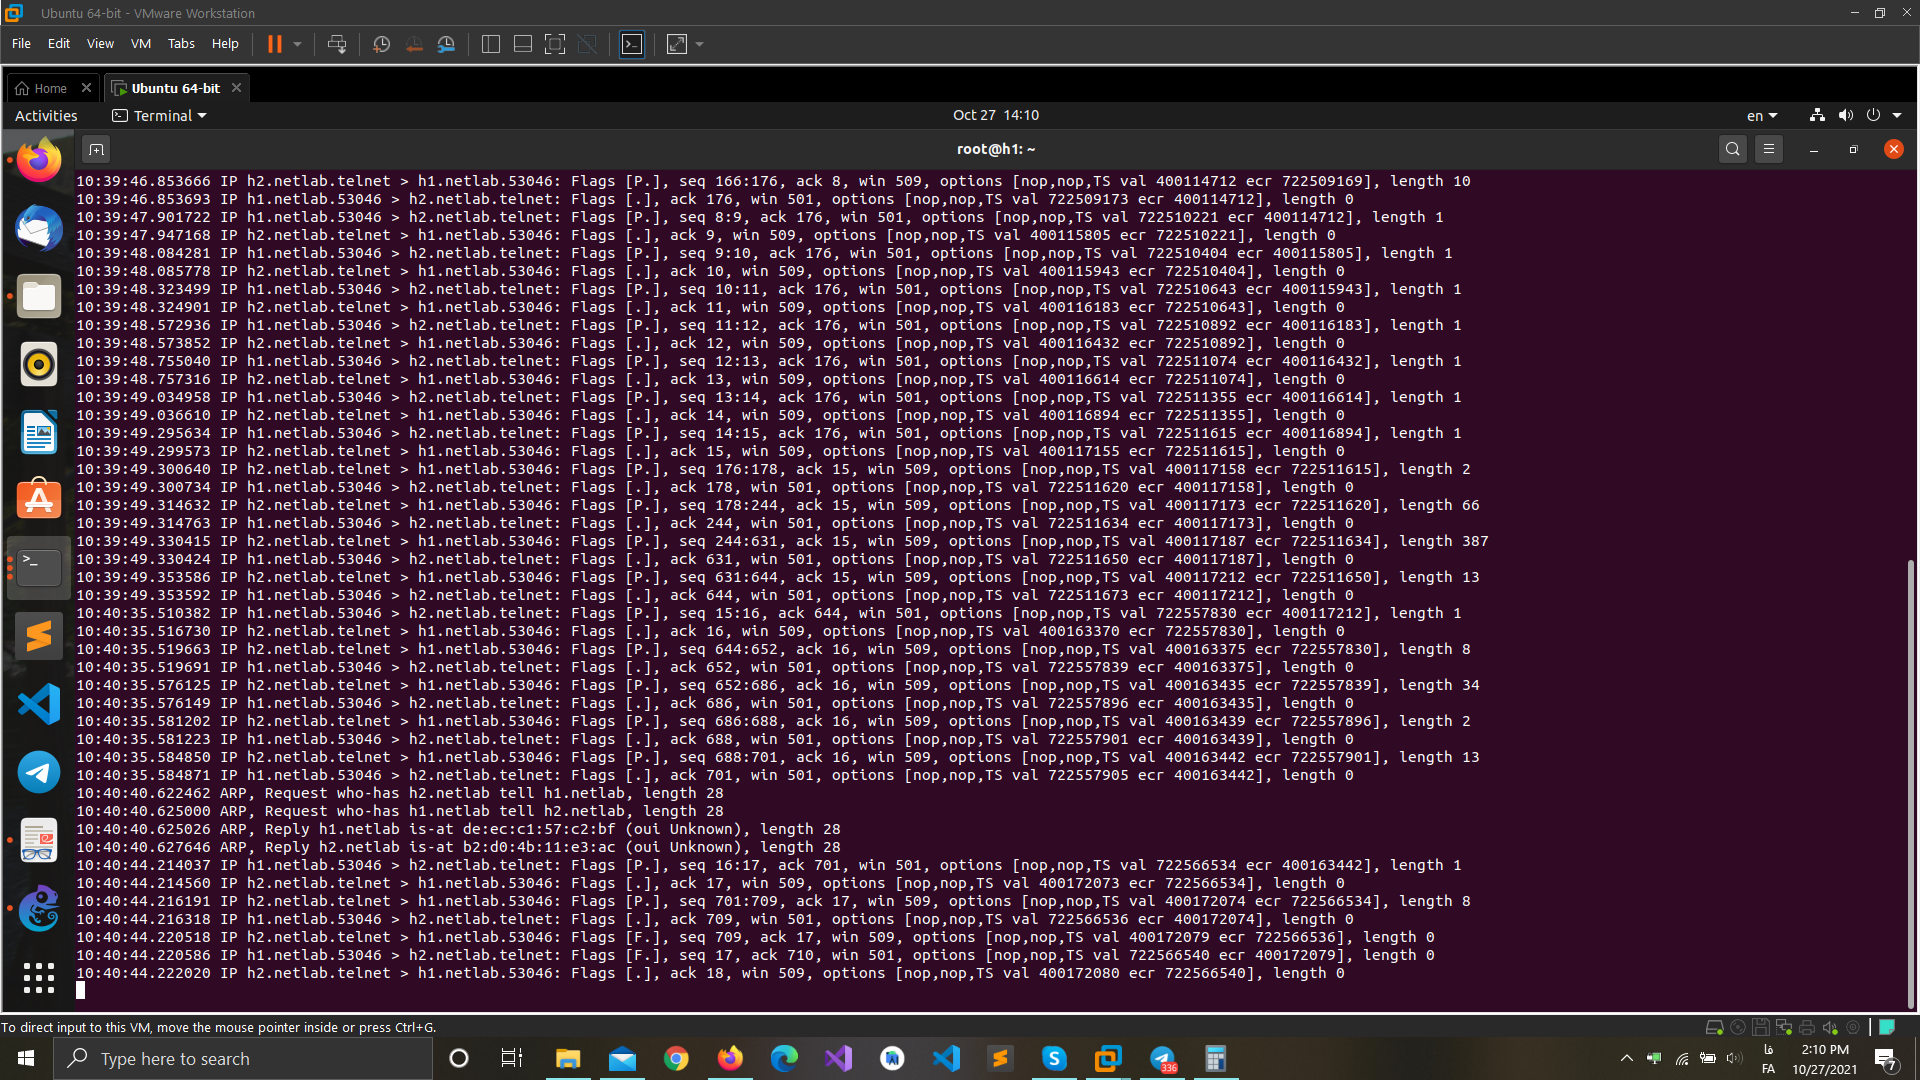 Ubuntu 64-bit - VMware Workstation
File Edit View VM Tabs Help
Home
Ubuntu 64-bit
Activities
Terminal
Oct 27 14:10
en
root@h1: ~
10:39:46.853666 IP h2.netlab.telnet > h1.netlab.53046: Flags [P.], seq 166:176, ack 8, win 509, options [nop,nop,TS val 400114712 ecr 722509169], length 10
10:39:46.853693 IP h1.netlab.53046 > h2.netlab.telnet: Flags [.], ack 176, win 501, options [nop,nop,TS val 722509173 ecr 400114712], length 0
10:39:47.901722 IP h1.netlab.53046 > h2.netlab.telnet: Flags [P.], seq 8:9, ack 176, win 501, options [nop,nop,TS val 722510221 ecr 400114712], length 1
10:39:47.947168 IP h2.netlab.telnet > h1.netlab.53046: Flags [.], ack 9, win 509, options [nop,nop,TS val 400115805 ecr 722510221], length 0
10:39:48.084281 IP h1.netlab.53046 > h2.netlab.telnet: Flags [P.], seq 9:10, ack 176, win 501, options [nop,nop,TS val 722510404 ecr 400115805], length 1
10:39:48.085778 IP h2.netlab.telnet > h1.netlab.53046: Flags [.], ack 10, win 509, options [nop,nop,TS val 400115943 ecr 722510404], length 0
10:39:48.323499 IP h1.netlab.53046 > h2.netlab.telnet: Flags [P.], seq 10:11, ack 176, win 501, options [nop,nop,TS val 722510643 ecr 400115943], length 1
10:39:48.324901 IP h2.netlab.telnet > h1.netlab.53046: Flags [.], ack 11, win 509, options [nop,nop,TS val 400116183 ecr 722510643], length 0
10:39:48.572936 IP h1.netlab.53046 > h2.netlab.telnet: Flags [P.], seq 11:12, ack 176, win 501, options [nop,nop,TS val 722510892 ecr 400116183], length 1
10:39:48.573852 IP h2.netlab.telnet > h1.netlab.53046: Flags [.], ack 12, win 509, options [nop,nop,TS val 400116432 ecr 722510892], length 0
10:39:48.755040 IP h1.netlab.53046 > h2.netlab.telnet: Flags [P.], seq 12:13, ack 176, win 501, options [nop,nop,TS val 722511074 ecr 400116432], length 1
10:39:48.757316 IP h2.netlab.telnet > h1.netlab.53046: Flags [.], ack 13, win 509, options [nop,nop,TS val 400116614 ecr 722511074], length 0
10:39:49.034958 IP h1.netlab.53046 > h2.netlab.telnet: Flags [P.], seq 13:14, ack 176, win 501, options [nop,nop,TS val 722511355 ecr 400116614], length 1
10:39:49.036610 IP h2.netlab.telnet > h1.netlab.53046: Flags [.], ack 14, win 509, options [nop,nop,TS val 400116894 ecr 722511355], length 0
10:39:49.295634 IP h1.netlab.53046 > h2.netlab.telnet: Flags [P.], seq 14:15, ack 176, win 501, options [nop,nop,TS val 722511615 ecr 400116894], length 1
10:39:49.299573 IP h2.netlab.telnet > h1.netlab.53046: Flags [.], ack 15, win 509, options [nop,nop,TS val 400117155 ecr 722511615], length 0
10:39:49.300640 IP h2.netlab.telnet > h1.netlab.53046: Flags [P.], seq 176:178, ack 15, win 509, options [nop,nop,TS val 400117158 ecr 722511615], length 2
10:39:49.300734 IP h1.netlab.53046 > h2.netlab.telnet: Flags [.], ack 178, win 501, options [nop,nop,TS val 722511620 ecr 400117158], length 0
10:39:49.314632 IP h2.netlab.telnet > h1.netlab.53046: Flags [P.], seq 178:244, ack 15, win 509, options [nop,nop,TS val 400117173 ecr 722511620], length 66
10:39:49.314763 IP h1.netlab.53046 > h2.netlab.telnet: Flags [.], ack 244, win 501, options [nop,nop,TS val 722511634 ecr 400117173], length 0
10:39:49.330415 IP h2.netlab.telnet > h1.netlab.53046: Flags [P.], seq 244:631, ack 15, win 509, options [nop,nop,TS val 400117187 ecr 722511634], length 387
10:39:49.330424 IP h1.netlab.53046 > h2.netlab.telnet: Flags [.], ack 631, win 501, options [nop,nop,TS val 722511650 ecr 400117187], length 0
10:39:49.353586 IP h2.netlab.telnet > h1.netlab.53046: Flags [P.], seq 631:644, ack 15, win 509, options [nop,nop,TS val 400117212 ecr 722511650], length 13
10:39:49.353592 IP h1.netlab.53046 > h2.netlab.telnet: Flags [.], ack 644, win 501, options [nop,nop,TS val 722511673 ecr 400117212], length 0
10:40:35.510382 IP h1.netlab.53046 > h2.netlab.telnet: Flags [P.], seq 15:16, ack 644, win 501, options [nop,nop,TS val 722557830 ecr 400117212], length 1
10:40:35.516730 IP h2.netlab.telnet > h1.netlab.53046: Flags [.], ack 16, win 509, options [nop,nop,TS val 400163370 ecr 722557830], length 0
10:40:35.519663 IP h2.netlab.telnet > h1.netlab.53046: Flags [P.], seq 644:652, ack 16, win 509, options [nop,nop,TS val 400163375 ecr 722557830], length 8
10:40:35.519691 IP h1.netlab.53046 > h2.netlab.telnet: Flags [.], ack 652, win 501, options [nop,nop,TS val 722557839 ecr 400163375], length 0
10:40:35.576125 IP h2.netlab.telnet > h1.netlab.53046: Flags [P.], seq 652:686, ack 16, win 509, options [nop,nop,TS val 400163435 ecr 722557839], length 34
10:40:35.576149 IP h1.netlab.53046 > h2.netlab.telnet: Flags [.], ack 686, win 501, options [nop,nop,TS val 722557896 ecr 400163435], length 0
10:40:35.581202 IP h2.netlab.telnet > h1.netlab.53046: Flags [P.], seq 686:688, ack 16, win 509, options [nop,nop,TS val 400163439 ecr 722557896], length 2
10:40:35.581223 IP h1.netlab.53046 > h2.netlab.telnet: Flags [.], ack 688, win 501, options [nop,nop,TS val 722557901 ecr 400163439], length 0
10:40:35.584850 IP h2.netlab.telnet > h1.netlab.53046: Flags [P.], seq 688:701, ack 16, win 509, options [nop,nop,TS val 400163442 ecr 722557901], length 13
10:40:35.584871 IP h1.netlab.53046 > h2.netlab.telnet: Flags [.], ack 701, win 501, options [nop,nop,TS val 722557905 ecr 400163442], length 0
10:40:40.622462 ARP, Request who-has h2.netlab tell h1.netlab, length 28
10:40:40.625000 ARP, Request who-has h1.netlab tell h2.netlab, length 28
10:40:40.625026 ARP, Reply h1.netlab is-at de:ec:c1:57:c2:bf (oui Unknown), length 28
10:40:40.627646 ARP, Reply h2.netlab is-at b2:d0:4b:11:e3:ac (oui Unknown), length 28
10:40:44.214037 IP h1.netlab.53046 > h2.netlab.telnet: Flags [P.], seq 16:17, ack 701, win 501, options [nop,nop,TS val 722566534 ecr 400163442], length 1
10:40:44.214560 IP h2.netlab.telnet > h1.netlab.53046: Flags [.], ack 17, win 509, options [nop,nop,TS val 400172073 ecr 722566534], length 0
10:40:44.216191 IP h2.netlab.telnet > h1.netlab.53046: Flags [P.], seq 701:709, ack 17, win 509, options [nop,nop,TS val 400172074 ecr 722566534], length 8
10:40:44.216318 IP h1.netlab.53046 > h2.netlab.telnet: Flags [.], ack 709, win 501, options [nop,nop,TS val 722566536 ecr 400172074], length 0
10:40:44.220518 IP h2.netlab.telnet > h1.netlab.53046: Flags [F.], seq 709, ack 17, win 509, options [nop,nop,TS val 400172079 ecr 722566536], length 0
10:40:44.220586 IP h1.netlab.53046 > h2.netlab.telnet: Flags [F.], seq 17, ack 710, win 501, options [nop,nop,TS val 722566540 ecr 400172079], length 0
10:40:44.222020 IP h2.netlab.telnet > h1.netlab.53046: Flags [.], ack 18, win 509, options [nop,nop,TS val 400172080 ecr 722566540], length 0
To direct input to this VM, move the mouse pointer inside or press Ctrl+G.
Type here to search
336
فا
FA
2:10 PM
10/27/2021
7